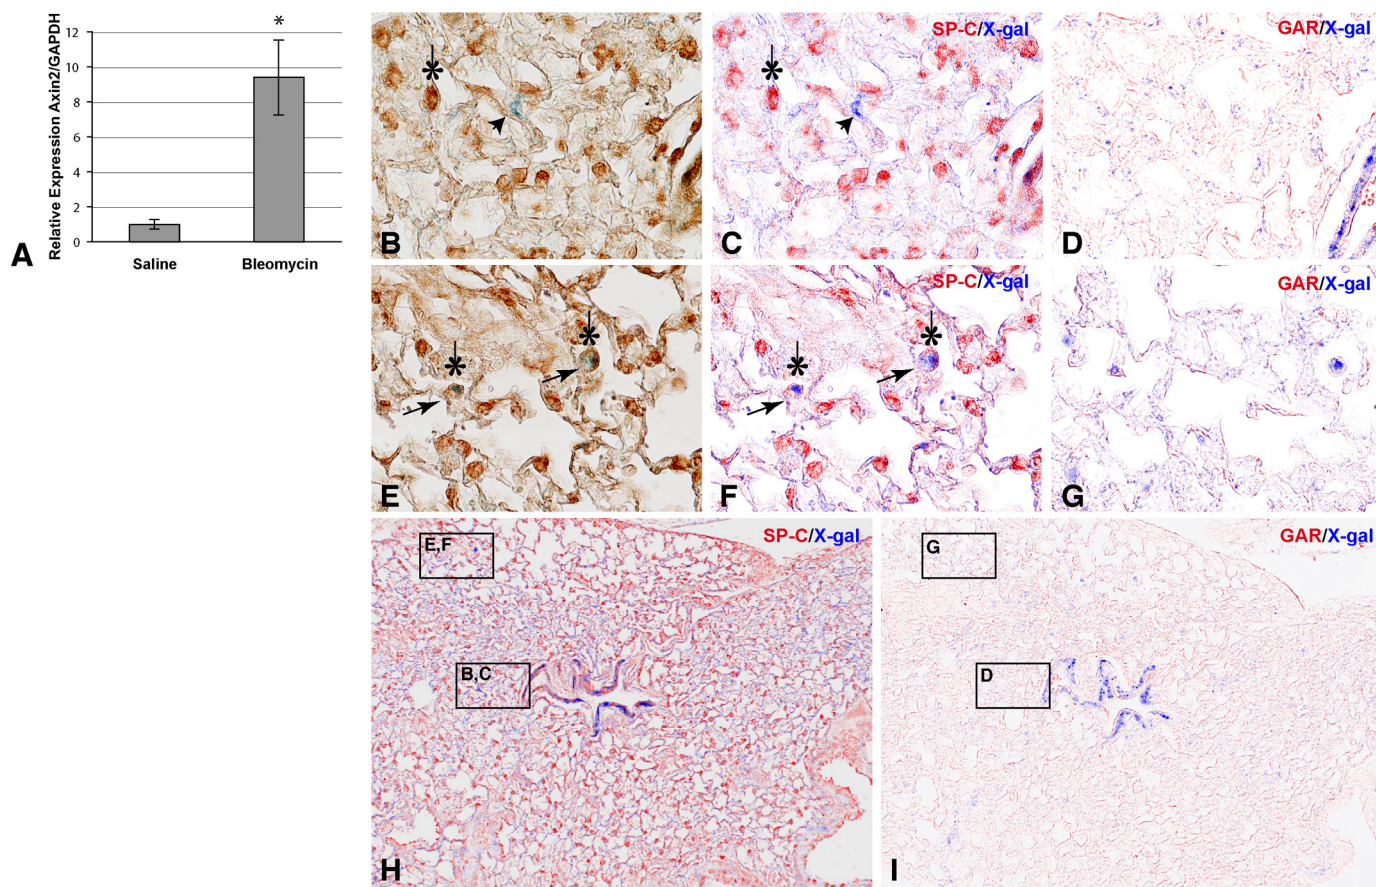 A
Relative Expression Axin2/GAPDH
12
10
8
6
4
2
0
*
Saline
Bleomycin
B
*
SP-C/X-gal
C
*
GAR/X-gal
D
E
*
*
SP-C/X-gal
F
*
*
GAR/X-gal
G
SP-C/X-gal
E,F
B,C
H
GAR/X-gal
G
D
I